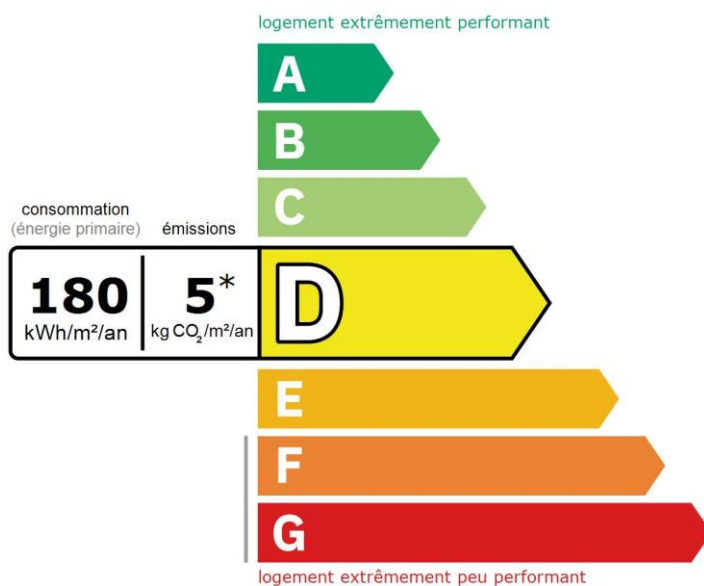 logement extrêmement performant
A
B
C
consommation
(énergie primaire)
émissions
180
kWh/m²/an
5*
kg CO₂/m²/an
D
E
F
G
logement extrêmement peu performant